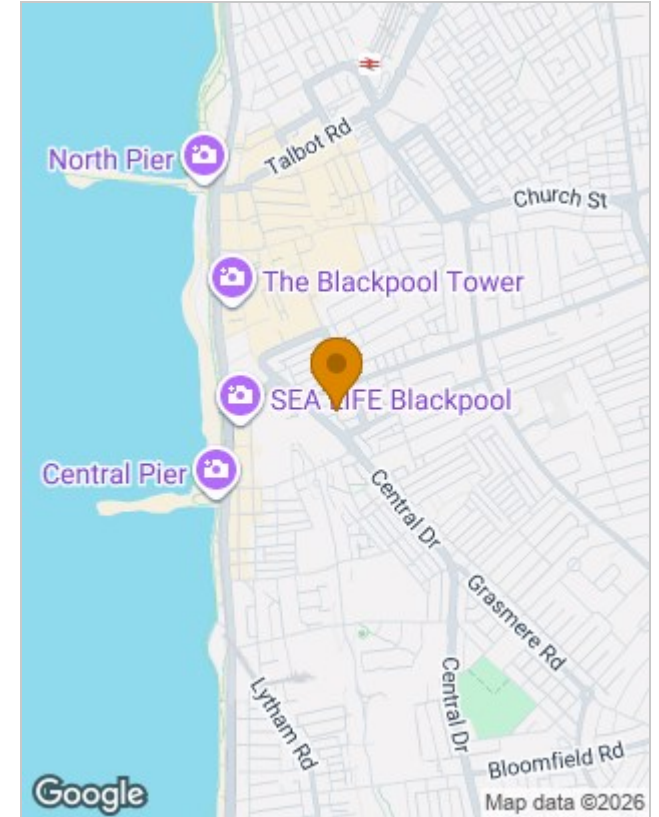 Talbot Rd
North Pier
Church St
The Blackpool Tower
SEA LIFE Blackpool
Central Pier
Central Dr
Grasmere Rd
Central Dr
Lytham Rd
Bloomfield Rd
Google
Map data ©2026